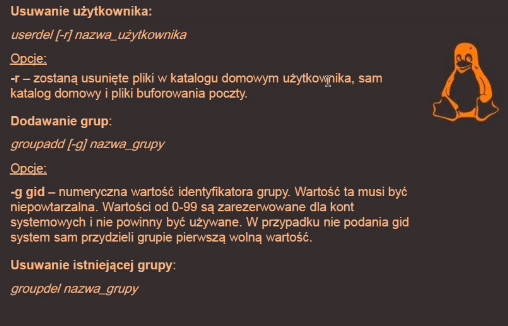 Usuwanie użytkownika:
userdel [-r] nazwa_użytkownika
Opcje:
-r – zostaną usunięte pliki w katalogu domowym użytkownika, sam
katalog domowy i pliki buforowania poczty.
Dodawanie grup:
groupadd [-g] nazwa_grupy
Opcje:
-g gid – numeryczna wartość identyfikatora grupy. Wartość ta musi być
niepowtarzalna. Wartości od 0-99 są zarezerwowane dla kont
systemowych i nie powinny być używane. W przypadku nie podania gid
system sam przydzieli grupie pierwszą wolną wartość.
Usuwanie istniejącej grupy:
groupdel nazwa_grupy